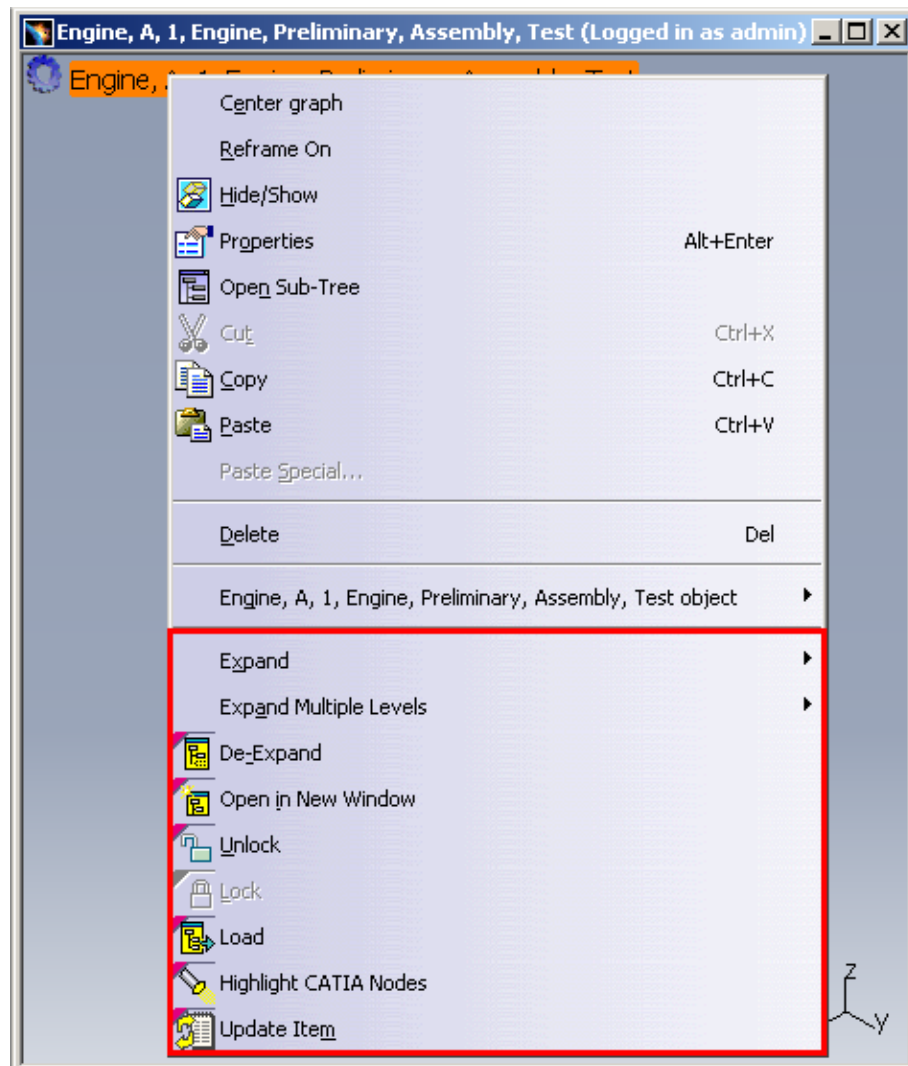 Engine, A, 1, Engine, Preliminary, Assembly, Test (Logged in as admin)
Engine,
Center graph
Reframe On
Hide/Show
Properties Alt+Enter
Open Sub-Tree
Cut Ctrl+X
Copy Ctrl+C
Paste Ctrl+V
Paste Special...
Delete Del
Engine, A, 1, Engine, Preliminary, Assembly, Test object
Expand
Expand Multiple Levels
De-Expand
Open in New Window
Unlock
Lock
Load
Highlight CATIA Nodes
Update Item
z
y